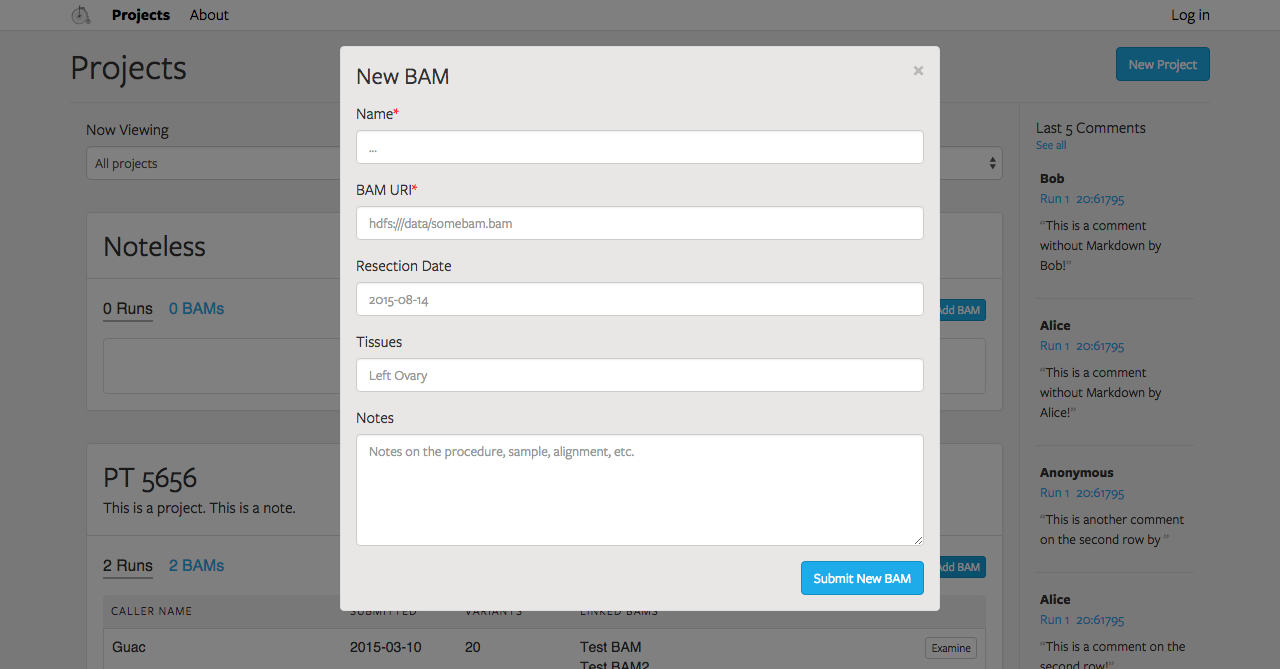 Projects About Log in
Projects
New Project
Now Viewing
All projects
Noteless
0 Runs 0 BAMs
dd BAM
PT 5656
This is a project. This is a note.
2 Runs 2 BAMs
dd BAM
CALLER NAME SUBMITTED VARIANTS LINKED BAMS
Guac 2015-03-10 20 Test BAM Examine
Test BAM2
New BAM ×
Name*
...
BAM URI*
hdfs:///data/somebam.bam
Resection Date
2015-08-14
Tissues
Left Ovary
Notes
Notes on the procedure, sample, alignment, etc.
Submit New BAM
Last 5 Comments
See all
Bob
Run 1 20:61795
“This is a comment
without Markdown by
Bob!”
Alice
Run 1 20:61795
“This is a comment
without Markdown by
Alice!”
Anonymous
Run 1 20:61795
“This is another comment
on the second row by ”
Alice
Run 1 20:61795
“This is a comment on the
second row!”